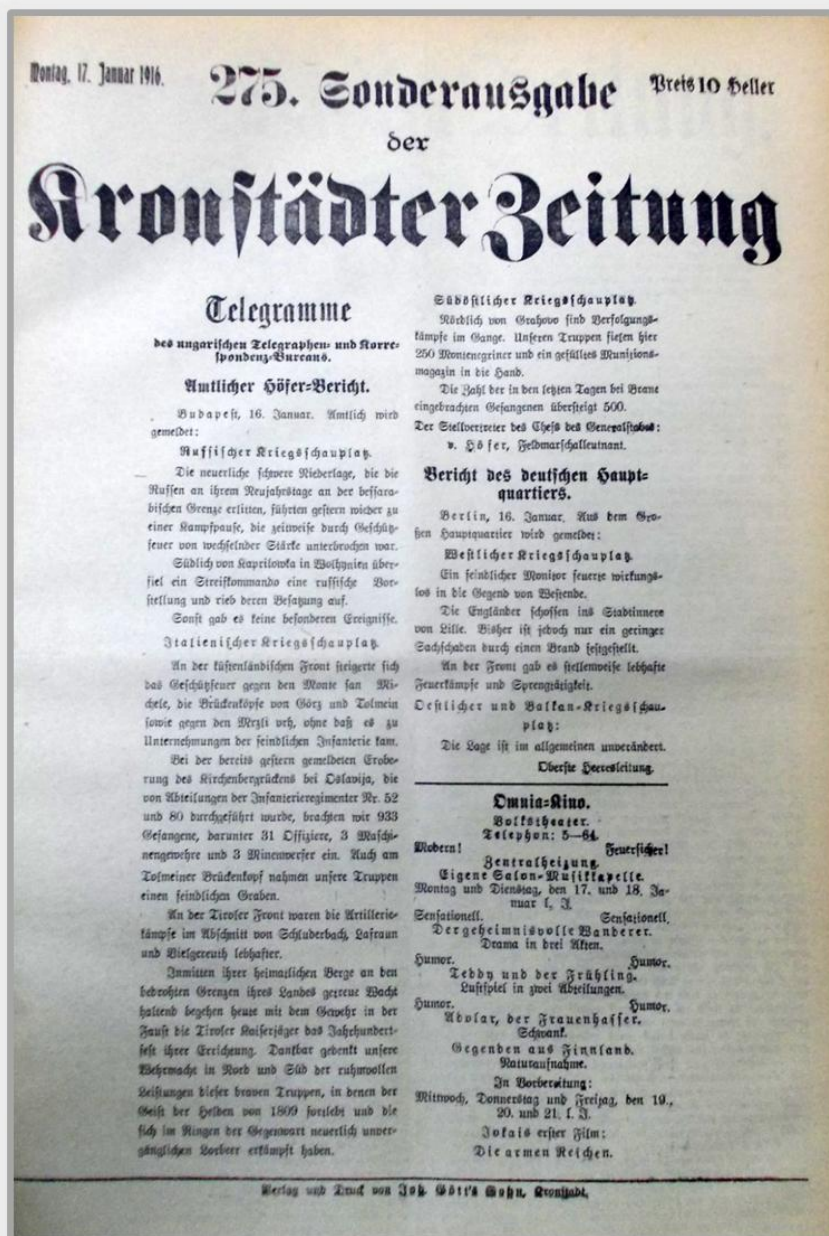 Montag, 17. Januar 1916.
275. Sonderausgabe
Preis 10 Heller
der
Kronstädter Zeitung
Telegramme
des ungarischen Telegraphen- und Korre-
spondenz-Bureaus.
Amtlicher Höfer-Bericht.
Budapest, 16. Januar. Amtlich wird
gemeldet:
Russischer Kriegsschauplatz.
Die neuerliche schwere Niederlage, die die
Russen an ihrem Neujahrstage an der bessara-
bischen Grenze erlitten, führten gestern wieder zu
einer Kampfpause, die zeitweise durch Geschütz-
feuer von wechselnder Stärke unterbrochen war.
Südlich von Kaprilowka in Wolhynien über-
fiel ein Streifkommando eine russische Vor-
stellung und rieb deren Besatzung auf.
Sonst gab es keine besonderen Ereignisse.
Italienischer Kriegsschauplatz.
An der küstenländischen Front steigerte sich
das Geschützfeuer gegen den Monte san Mi-
chele, die Brückenköpfe von Görz und Tolmein
sowie gegen den Mrzli vrh, ohne daß es zu
Unternehmungen der feindlichen Infanterie kam.
Bei der bereits gestern gemeldeten Erobe-
rung des Kirchenbergrückens bei Oslavija, die
von Abteilungen der Infanterieregimenter Nr. 52
und 80 durchgeführt wurde, brachten wir 933
Gefangene, darunter 31 Offiziere, 3 Maschi-
nengewehre und 3 Minenwerfer ein. Auch am
Tolmeiner Brückenkopf nahmen unsere Truppen
einen feindlichen Graben.
An der Tiroler Front waren die Artillerie-
kämpfe im Abschnitt von Schluderbach, Lafraun
und Vielgereuth lebhafter.
Inmitten ihrer heimatlichen Berge an den
bedrohten Grenzen ihres Landes getreue Wacht
haltend begehen heute mit dem Gewehr in der
Faust die Tiroler Kaiserjäger das Jahrhundert-
fest ihrer Errichtung. Dankbar gedenkt unsere
Wehrmacht in Nord und Süd der ruhmvollen
Leistungen dieser braven Truppen, in denen der
Geist der Helden von 1809 fortlebt und die
sich im Ringen der Gegenwart neuerlich unver-
gänglichen Lorbeer erkämpft haben.
Südöstlicher Kriegsschauplatz.
Nördlich von Grahovo sind Verfolgungs-
kämpfe im Gange. Unseren Truppen fielen hier
250 Montenegriner und ein gefülltes Munitions-
magazin in die Hand.
Die Zahl der in den letzten Tagen bei Berane
eingebrachten Gefangenen übersteigt 500.
Der Stellvertreter des Chefs des Generalstabes:
v. Höfer, Feldmarschalleutnant.
Bericht des deutschen Haupt-
quartiers.
Berlin, 16. Januar. Aus dem Gro-
ßen Hauptquartier wird gemeldet:
Westlicher Kriegsschauplatz.
Ein feindlicher Monitor feuerte wirkungs-
los in die Gegend von Westende.
Die Engländer schossen ins Stadtinnere
von Lille. Bisher ist jedoch nur ein geringer
Sachschaden durch einen Brand festgestellt.
An der Front gab es stellenweise lebhafte
Feuerkämpfe und Sprengtätigkeit.
Oestlicher und Balkan-Kriegsschau-
platz:
Die Lage ist im allgemeinen unverändert.
Oberste Heeresleitung.
Omnia-Kino.
Volkstheater.
Telephon: 5—64.
Modern! Feuersicher!
Zentralheizung.
Eigene Salon-Musikkapelle.
Montag und Dienstag, den 17. und 18. Ja-
nuar l. J.
Sensationell. Sensationell.
Der geheimnisvolle Wanderer.
Drama in drei Akten.
Humor. Humor.
Teddy und der Frühling.
Lustspiel in zwei Abteilungen.
Humor. Humor.
Adolar, der Frauenhasser.
Schwank.
Gegenden aus Finnland.
Naturaufnahme.
In Vorbereitung:
Mittwoch, Donnerstag und Freitag, den 19.,
20. und 21. l. J.
Jokais erster Film:
Die armen Reichen.
Verlag und Druck von Joh. Gött's Sohn, Kronstadt.